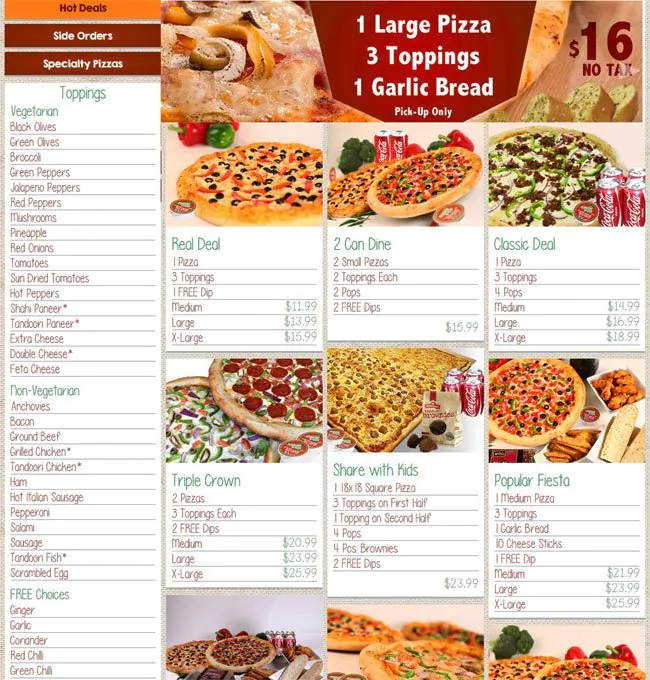 Hot Deals
Side Orders
Specialty Pizzas
Toppings
Vegetarian
Black Olives
Green Olives
Broccoli
Green Peppers
Jalapeno Peppers
Red Peppers
Mushrooms
Pineapple
Red Onions
Tomatoes
Sun Dried Tomatoes
Hot Peppers
Shahi Paneer*
Tandoori Paneer*
Extra Cheese
Double Cheese*
Feta Cheese
Non-Vegetarian
Anchovies
Bacon
Ground Beef
Grilled Chicken*
Tandoori Chicken*
Ham
Hot Italian Sausage
Pepperoni
Salami
Sausage
Tandoori Fish*
Scrambled Egg
FREE Choices
Ginger
Garlic
Coriander
Red Chilli
Green Chilli
1 Large Pizza
3 Toppings
1 Garlic Bread
Pick-Up Only
$16
NO TAX
Real Deal
1 Pizza
3 Toppings
1 FREE Dip
Medium $11.99
Large $13.99
X-Large $15.99
Coca-Cola
2 Can Dine
2 Small Pizzas
2 Toppings Each
2 Pops
2 FREE Dips
$15.99
Coca-Cola
Classic Deal
1 Pizza
3 Toppings
4 Pops
Medium $14.99
Large $16.99
X-Large $18.99
Triple Crown
2 Pizzas
3 Toppings Each
2 FREE Dips
Medium $20.99
Large $23.99
X-Large $25.99
brownies
Share with Kids
1 18x18 Square Pizza
3 Toppings on First Half
1 Topping on Second Half
4 Pops
4 Pcs Brownies
2 FREE Dips
$23.99
Popular Fiesta
1 Medium Pizza
3 Toppings
1 Garlic Bread
10 Cheese Sticks
1 FREE Dip
Medium $21.99
Large $23.99
X-Large $25.99